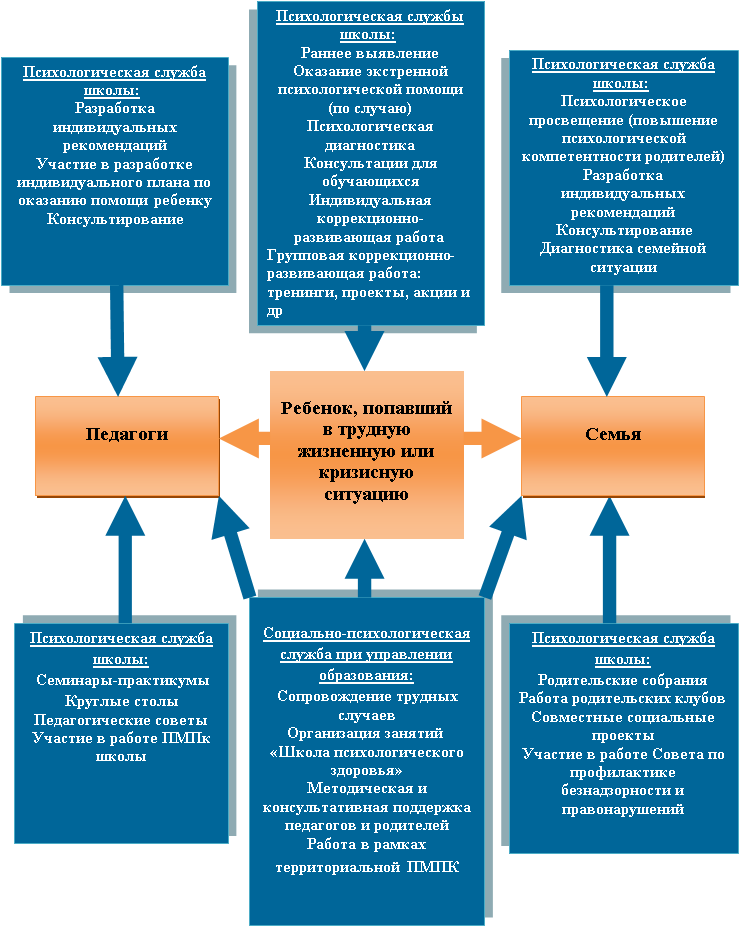 Психологическая служба
школы:
Разработка
индивидуальных
рекомендаций
Участие в разработке
индивидуального плана по
оказанию помощи ребенку
Консультирование
Психологическая службы
школы:
Раннее выявление
Оказание экстренной
психологической помощи
(по случаю)
Психологическая
диагностика
Консультации для
обучающихся
Индивидуальная
коррекционно-
развивающая работа
Групповая коррекционно-
развивающая работа:
тренинги, проекты, акции и
др
Психологическая служба
школы:
Психологическое
просвещение (повышение
психологической
компетентности родителей)
Разработка
индивидуальных
рекомендаций
Консультирование
Диагностика семейной
ситуации
Педагоги
Ребенок, попавший
в трудную
жизненную или
кризисную
ситуацию
Семья
Психологическая служба
школы:
Семинары-практикумы
Круглые столы
Педагогические советы
Участие в работе ПМПк
школы
Социально-психологическая
служба при управлении
образования:
Сопровождение трудных
случаев
Организация занятий
«Школа психологического
здоровья»
Методическая и
консультативная поддержка
педагогов и родителей
Работа в рамках
территориальной ПМПК
Психологическая служба
школы:
Родительские собрания
Работа родительских клубов
Совместные социальные
проекты
Участие в работе Совета по
профилактике
безнадзорности и
правонарушений